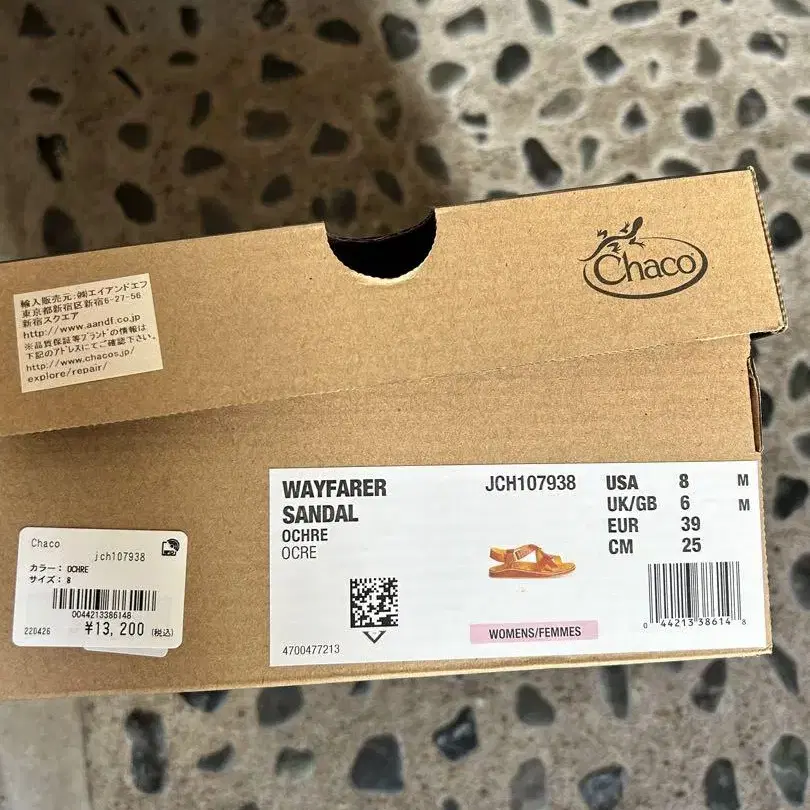 Chaco
輸入販売元:㈱エイアンドエフ
東京都新宿区新宿6-27-56
新宿スクエア
http://www.aandf.co.jp
※品質保証等ブランドの情報は
下記のアドレスにてご確認下さい。
http://www.chacos.jp/
explore/repair/
WAYFARER
SANDAL
OCHRE
OCRE
JCH107938
USA 8 M
UK/GB 6 M
EUR 39
CM 25
4700477213
WOMENS/FEMMES
0 44213 38614 8
Chaco
jch107938
カラー: OCHRE
サイズ: 8
0044213386148
220426 ¥13,200 (税込)